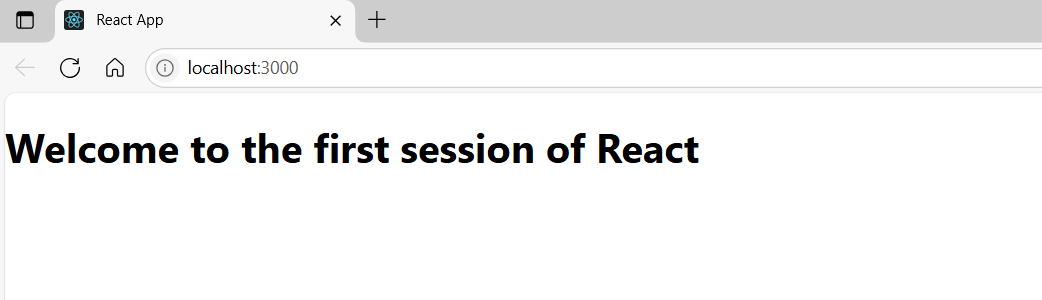 React App
localhost:3000
Welcome to the first session of React